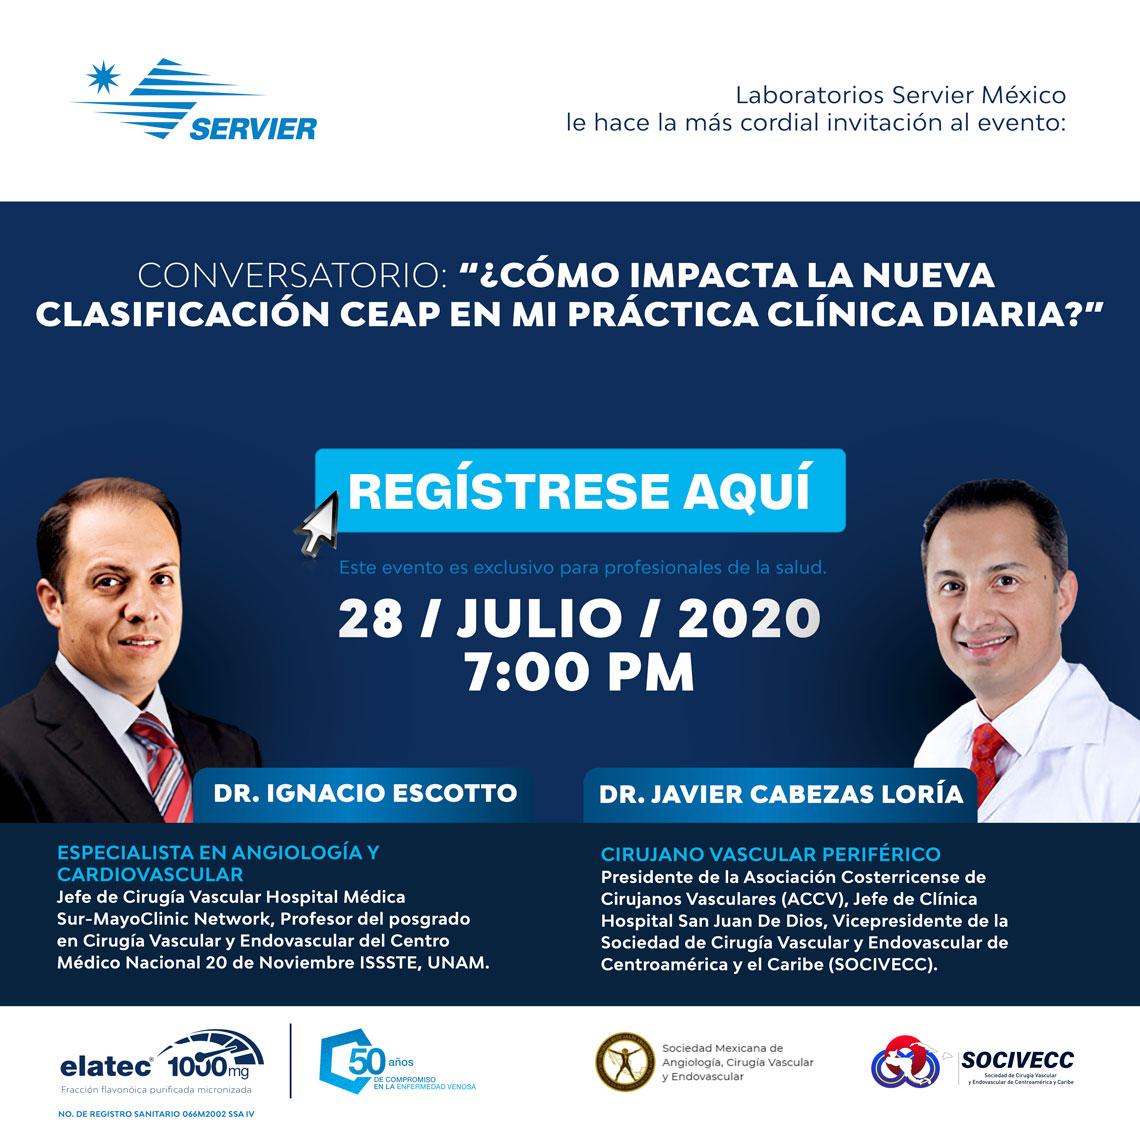 SERVIER
Laboratorios Servier México
le hace la más cordial invitación al evento:
CONVERSATORIO: “¿CÓMO IMPACTA LA NUEVA
CLASIFICACIÓN CEAP EN MI PRÁCTICA CLÍNICA DIARIA?”
REGÍSTRESE AQUÍ
Este evento es exclusivo para profesionales de la salud.
28 / JULIO / 2020
7:00 PM
DR. IGNACIO ESCOTTO
ESPECIALISTA EN ANGIOLOGÍA Y
CARDIOVASCULAR
Jefe de Cirugía Vascular Hospital Médica
Sur-MayoClinic Network, Profesor del posgrado
en Cirugía Vascular y Endovascular del Centro
Médico Nacional 20 de Noviembre ISSSTE, UNAM.
DR. JAVIER CABEZAS LORÍA
CIRUJANO VASCULAR PERIFÉRICO
Presidente de la Asociación Costerricense de
Cirujanos Vasculares (ACCV), Jefe de Clínica
Hospital San Juan De Dios, Vicepresidente de la
Sociedad de Cirugía Vascular y Endovascular de
Centroamérica y el Caribe (SOCIVECC).
elatec® 1000mg
Fracción flavonóica purificada micronizada
NO. DE REGISTRO SANITARIO 066M2002 SSA IV
50 años
DE COMPROMISO
EN LA ENFERMEDAD VENOSA
Sociedad Mexicana de
Angiología, Cirugía Vascular
y Endovascular
SOCIVECC
Sociedad de Cirugía Vascular
y Endovascular de Centroamérica y Caribe